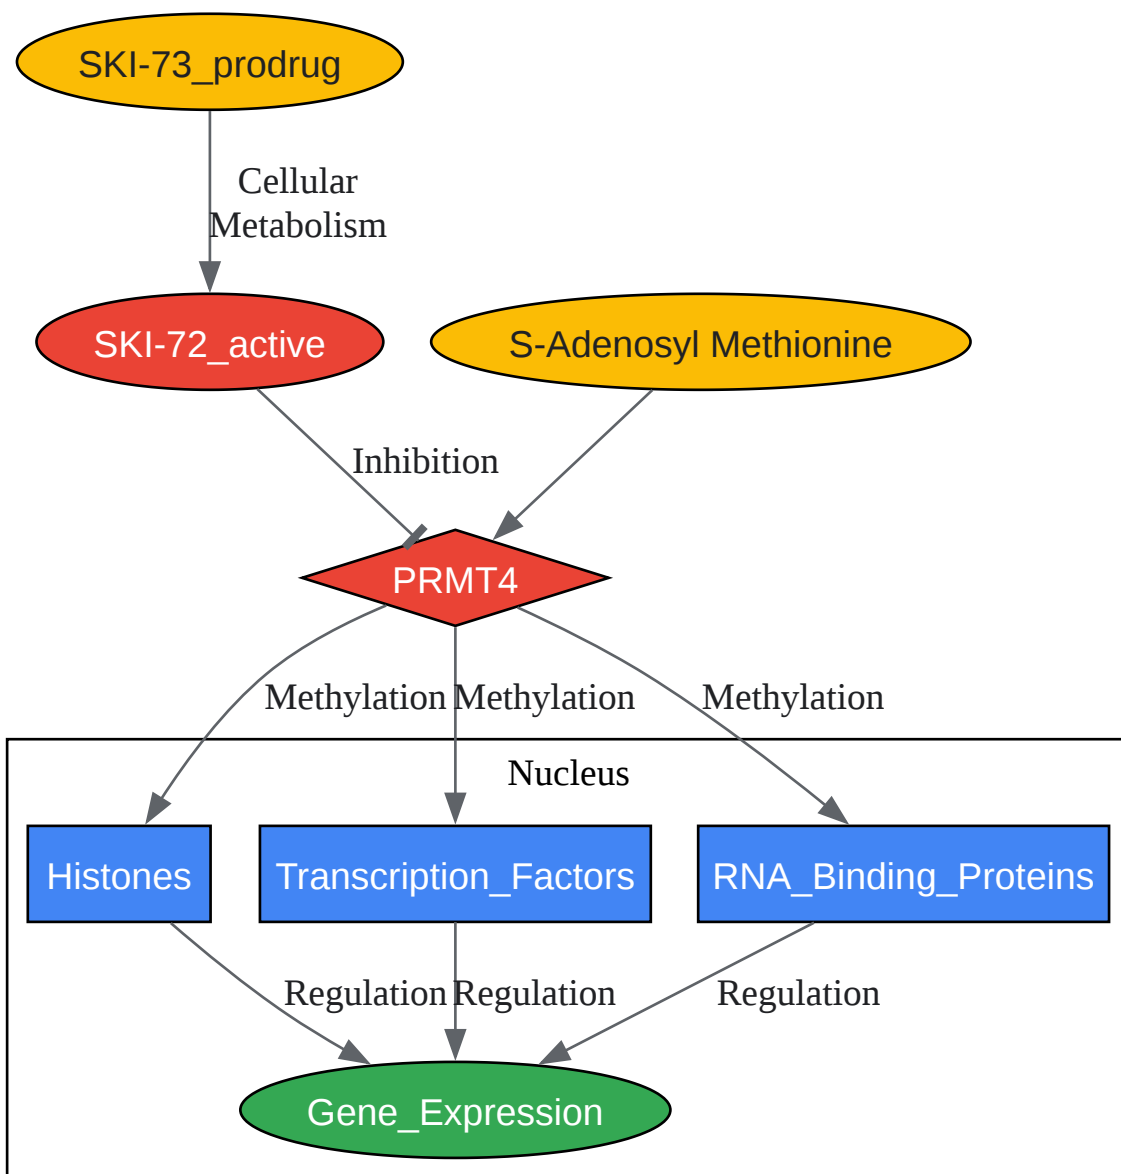 SKI-73_prodrug
Cellular
Metabolism
SKI-72_active
S-Adenosyl Methionine
Inhibition
PRMT4
Methylation
Methylation
Methylation
Nucleus
Histones
Transcription_Factors
RNA_Binding_Proteins
Regulation
Regulation
Regulation
Gene_Expression